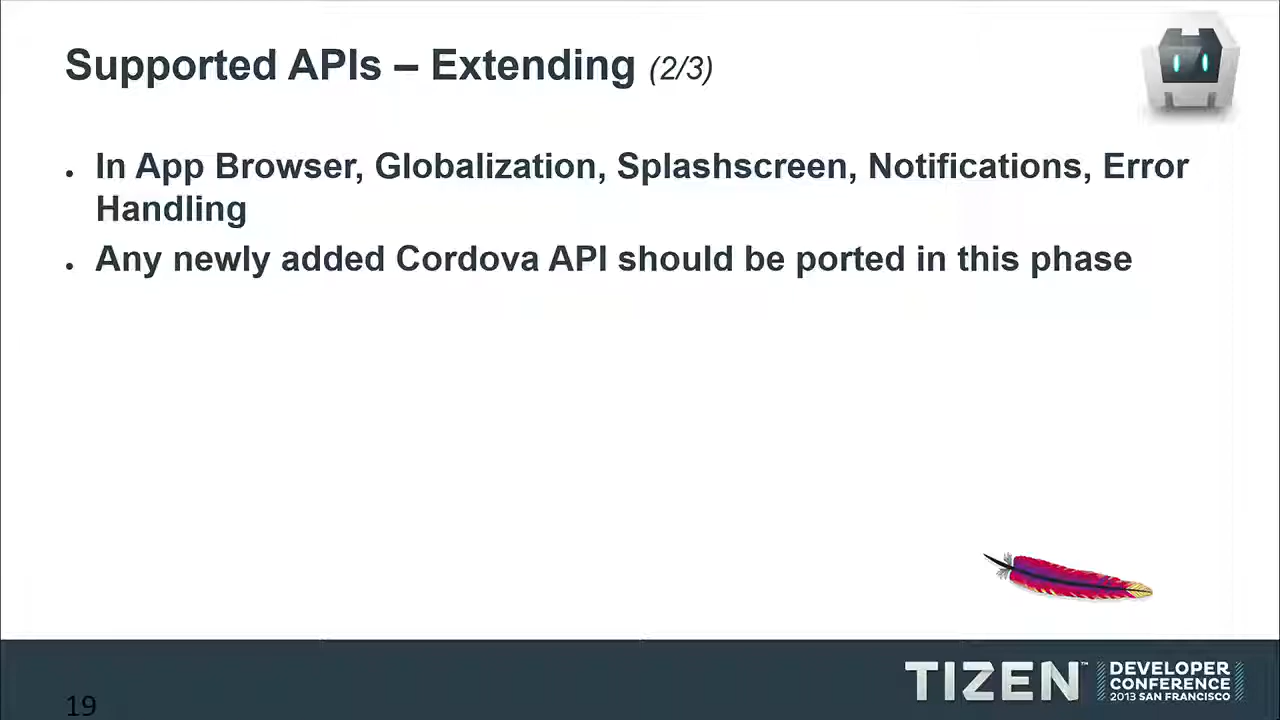 Supported APIs – Extending (2/3)
• In App Browser, Globalization, Splashscreen, Notifications, Error
Handling
• Any newly added Cordova API should be ported in this phase
TIZEN™ DEVELOPER
CONFERENCE
2013 SAN FRANCISCO
19